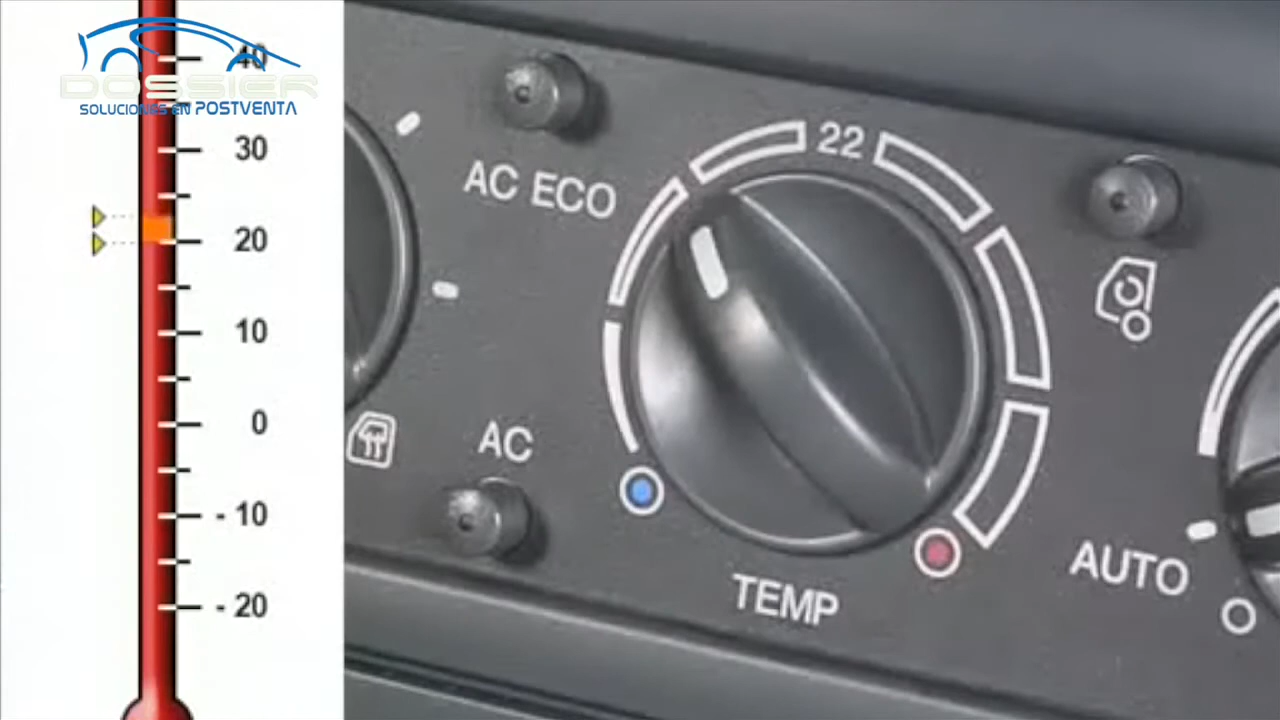 DOSSIER
SOLUCIONES EN POSTVENTA
40
30
20
10
0
- 10
- 20
AC ECO
22
AC
TEMP
AUTO